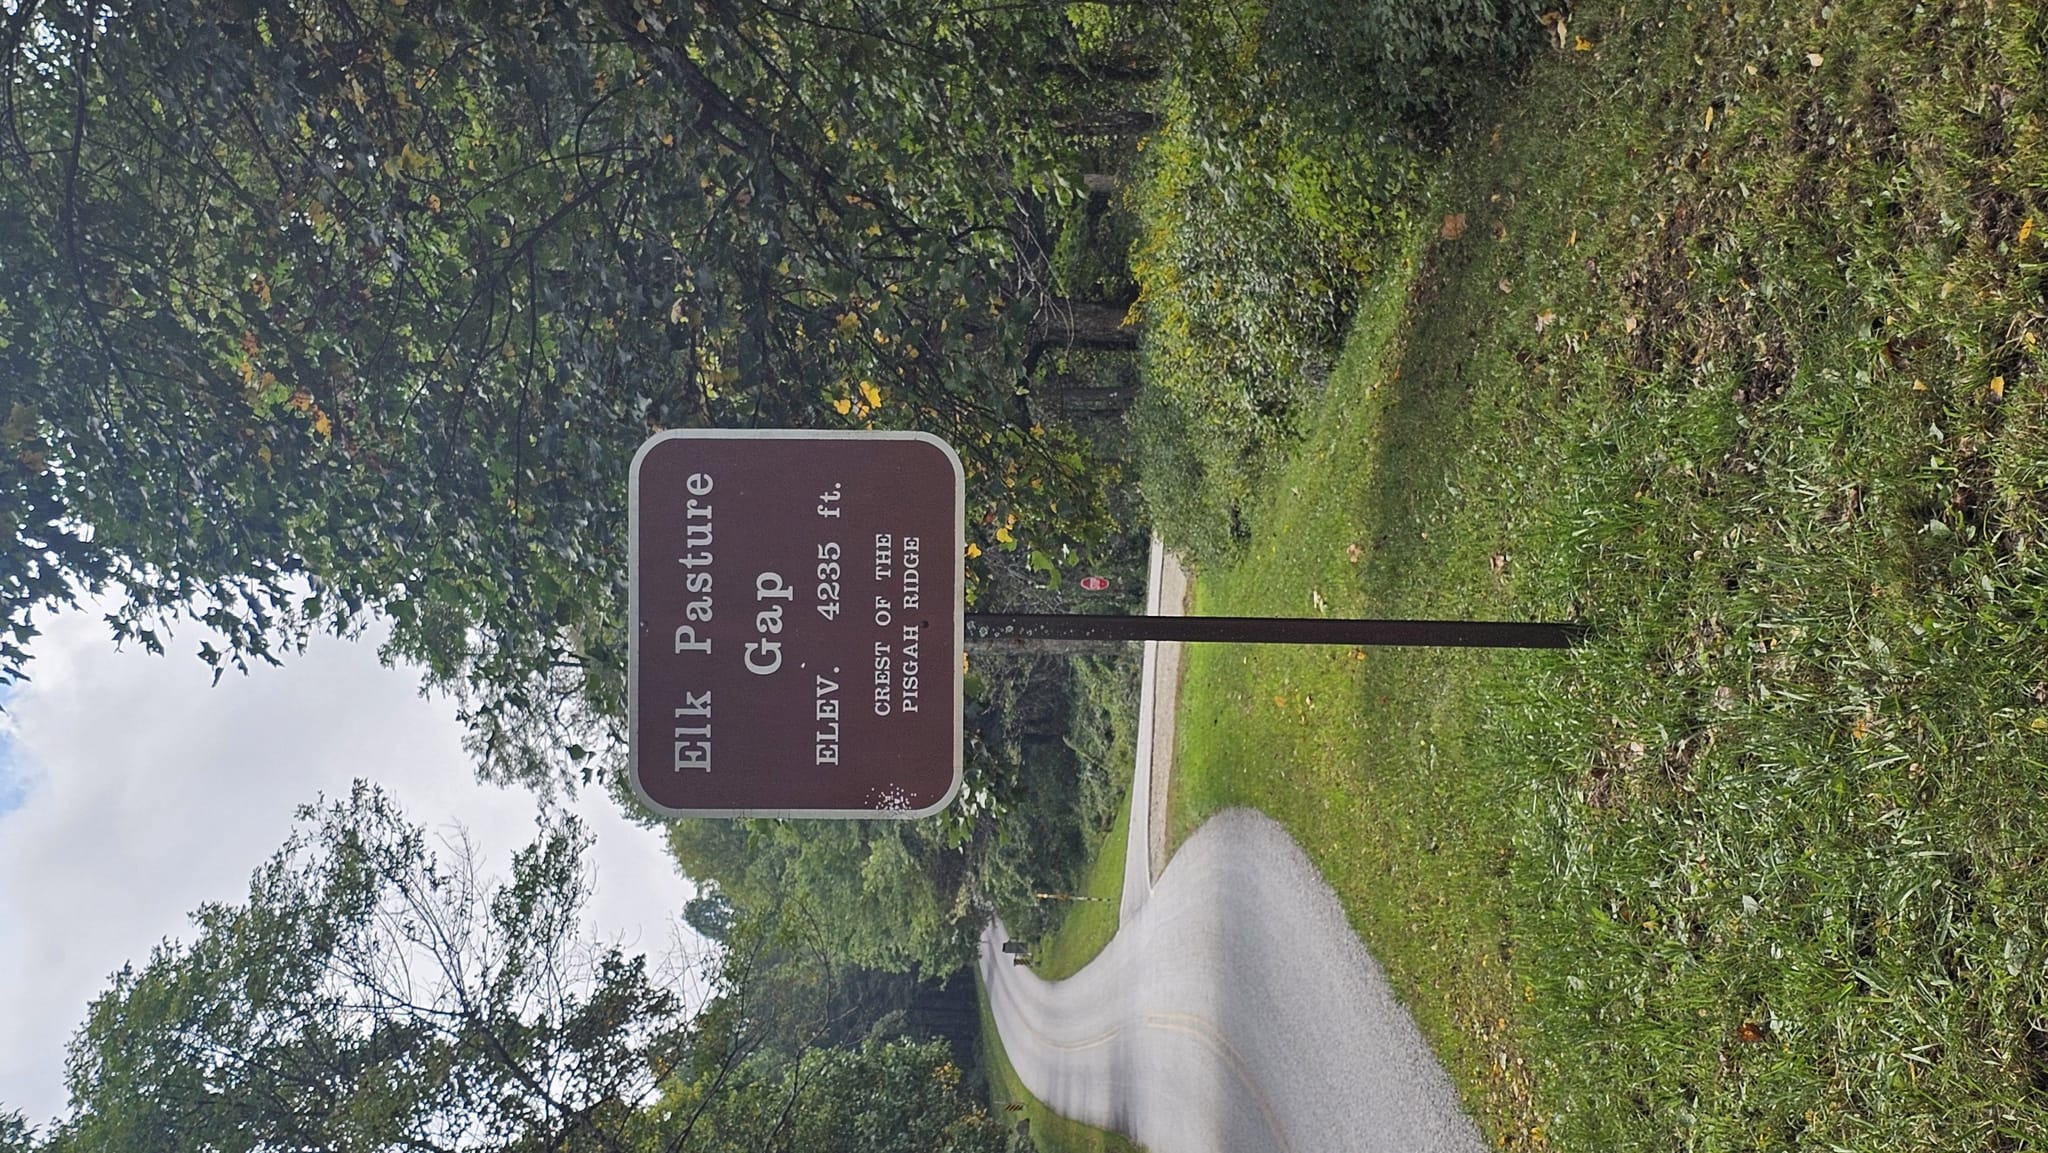 Elk Pasture
Gap
ELEV. 4235 ft.
CREST OF THE
PISGAH RIDGE